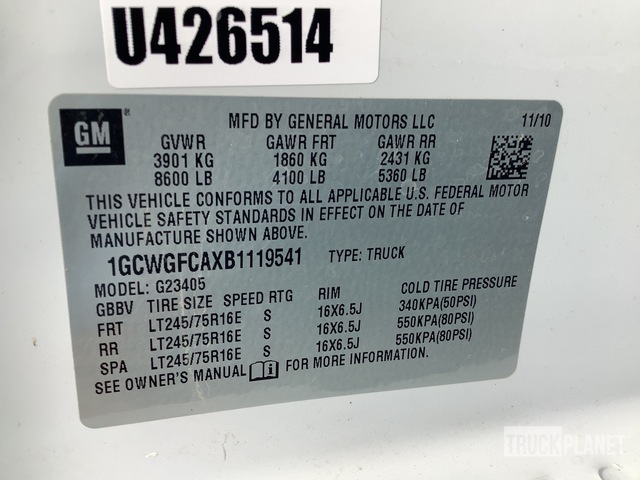 U426514
GM
MFD BY GENERAL MOTORS LLC 11/10
GVWR GAWR FRT GAWR RR
3901 KG 1860 KG 2431 KG
8600 LB 4100 LB 5360 LB
THIS VEHICLE CONFORMS TO ALL APPLICABLE U.S. FEDERAL MOTOR
VEHICLE SAFETY STANDARDS IN EFFECT ON THE DATE OF
MANUFACTURE SHOWN ABOVE.
1GCWGFCAXB1119541 TYPE: TRUCK
MODEL: G23405
GBBV TIRE SIZE SPEED RTG RIM COLD TIRE PRESSURE
FRT LT245/75R16E S 16X6.5J 340KPA(50PSI)
RR LT245/75R16E S 16X6.5J 550KPA(80PSI)
SPA LT245/75R16E S 16X6.5J 550KPA(80PSI)
SEE OWNER'S MANUAL FOR MORE INFORMATION.
TRUCKPLANET